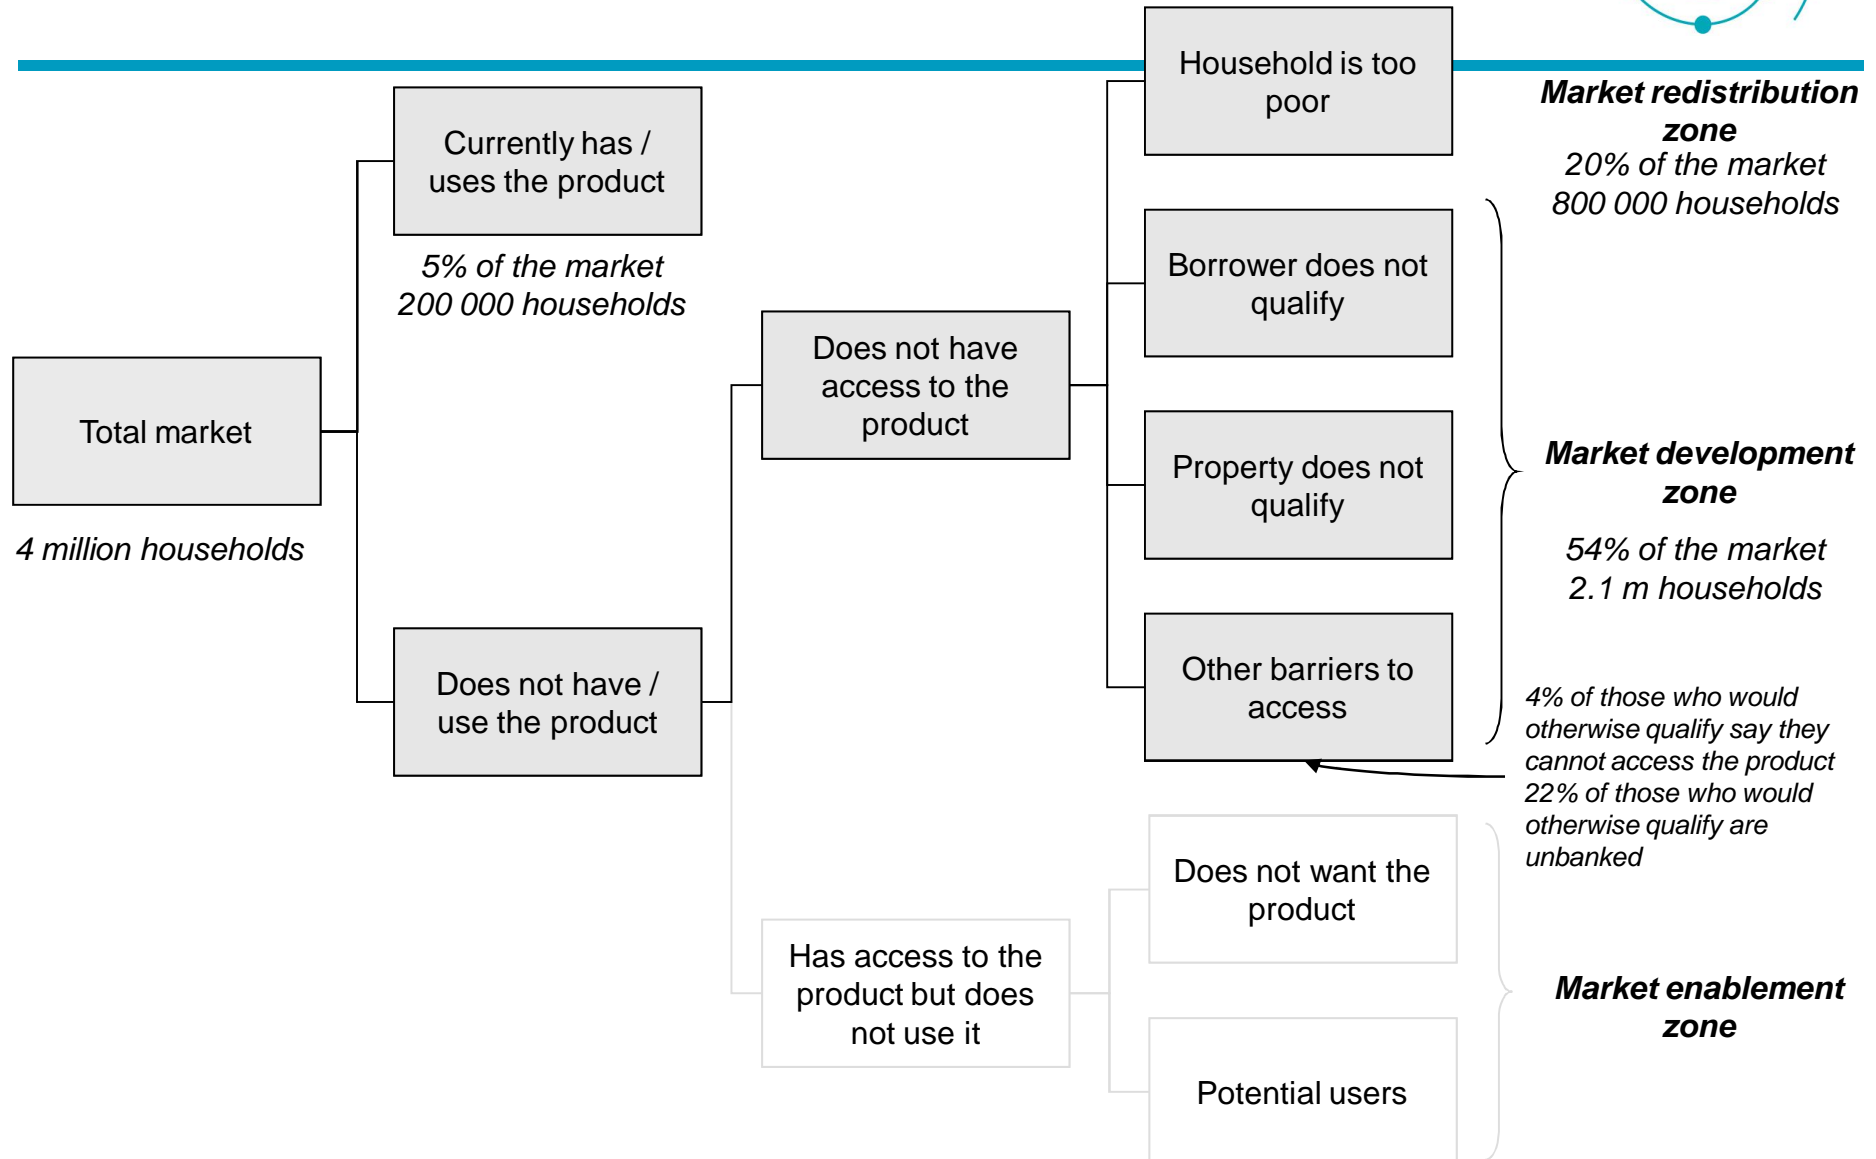 Household is too
poor
Market redistribution
zone
20% of the market
800 000 households
Currently has /
uses the product
5% of the market
200 000 households
Borrower does not
qualify
Does not have
access to the
product
Total market
4 million households
Property does not
qualify
Market development
zone
54% of the market
2.1 m households
Does not have /
use the product
Other barriers to
access
4% of those who would
otherwise qualify say they
cannot access the product
22% of those who would
otherwise qualify are
unbanked
Does not want the
product
Has access to the
product but does
not use it
Market enablement
zone
Potential users